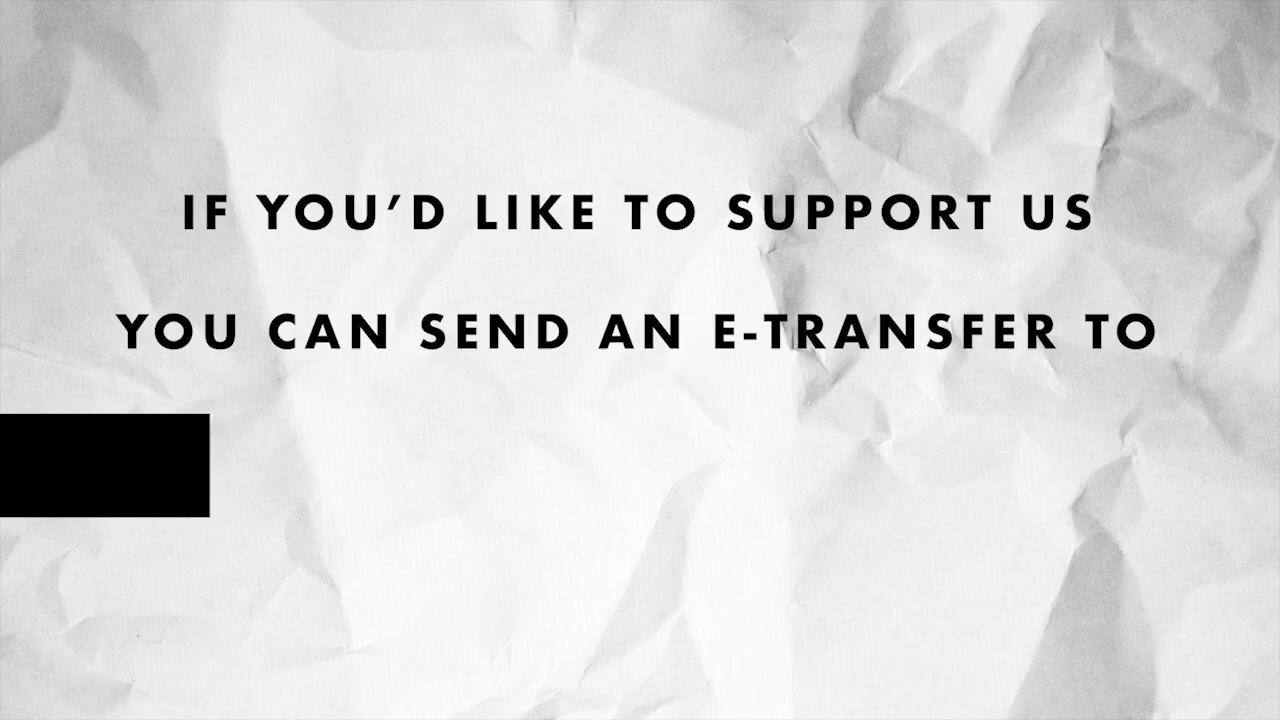 IF YOU’D LIKE TO SUPPORT US
YOU CAN SEND AN E-TRANSFER TO